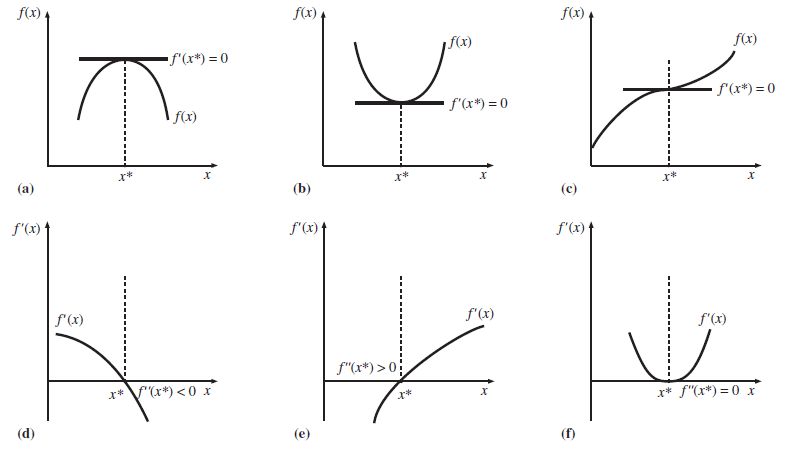 f(x)
f'(x*) = 0
f(x)
x*
x
(a)
f(x)
f(x)
f'(x*) = 0
x*
x
(b)
f(x)
f(x)
f'(x*) = 0
x*
x
(c)
f'(x)
f'(x)
x*
f''(x*) < 0
x
(d)
f'(x)
f'(x)
f''(x*) > 0
x*
x
(e)
f'(x)
f'(x)
x*
f''(x*) = 0
x
(f)